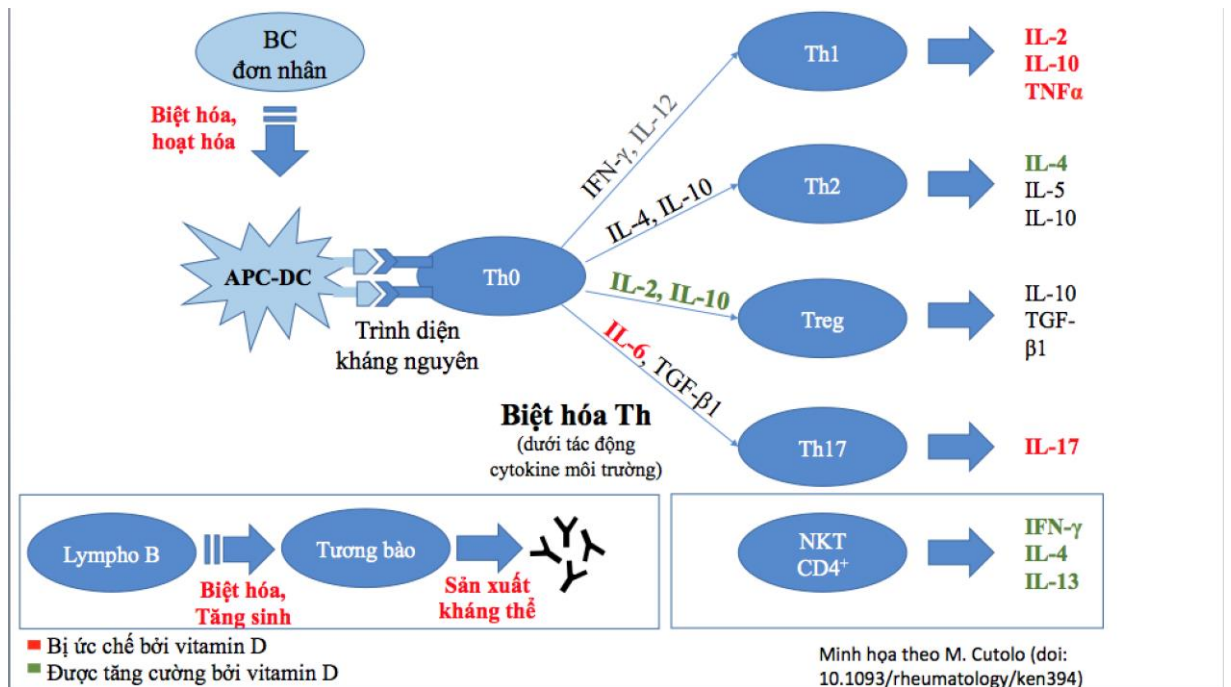 BC
đơn nhân
Biệt hóa,
hoạt hóa
APC-DC
Trình diện
kháng nguyên
Th0
IFN-γ, IL-12
IL-4, IL-10
IL-2, IL-10
IL-6, TGF-β1
Biệt hóa Th
(dưới tác động
cytokine môi trường)
Th1
IL-2
IL-10
TNFα
Th2
IL-4
IL-5
IL-10
Treg
IL-10
TGF-
β1
Th17
IL-17
Lympho B
Biệt hóa,
Tăng sinh
Tương bào
Sản xuất
kháng thể
NKT
CD4⁺
IFN-γ
IL-4
IL-13
Bị ức chế bởi vitamin D
Được tăng cường bởi vitamin D
Minh họa theo M. Cutolo (doi:
10.1093/rheumatology/ken394)